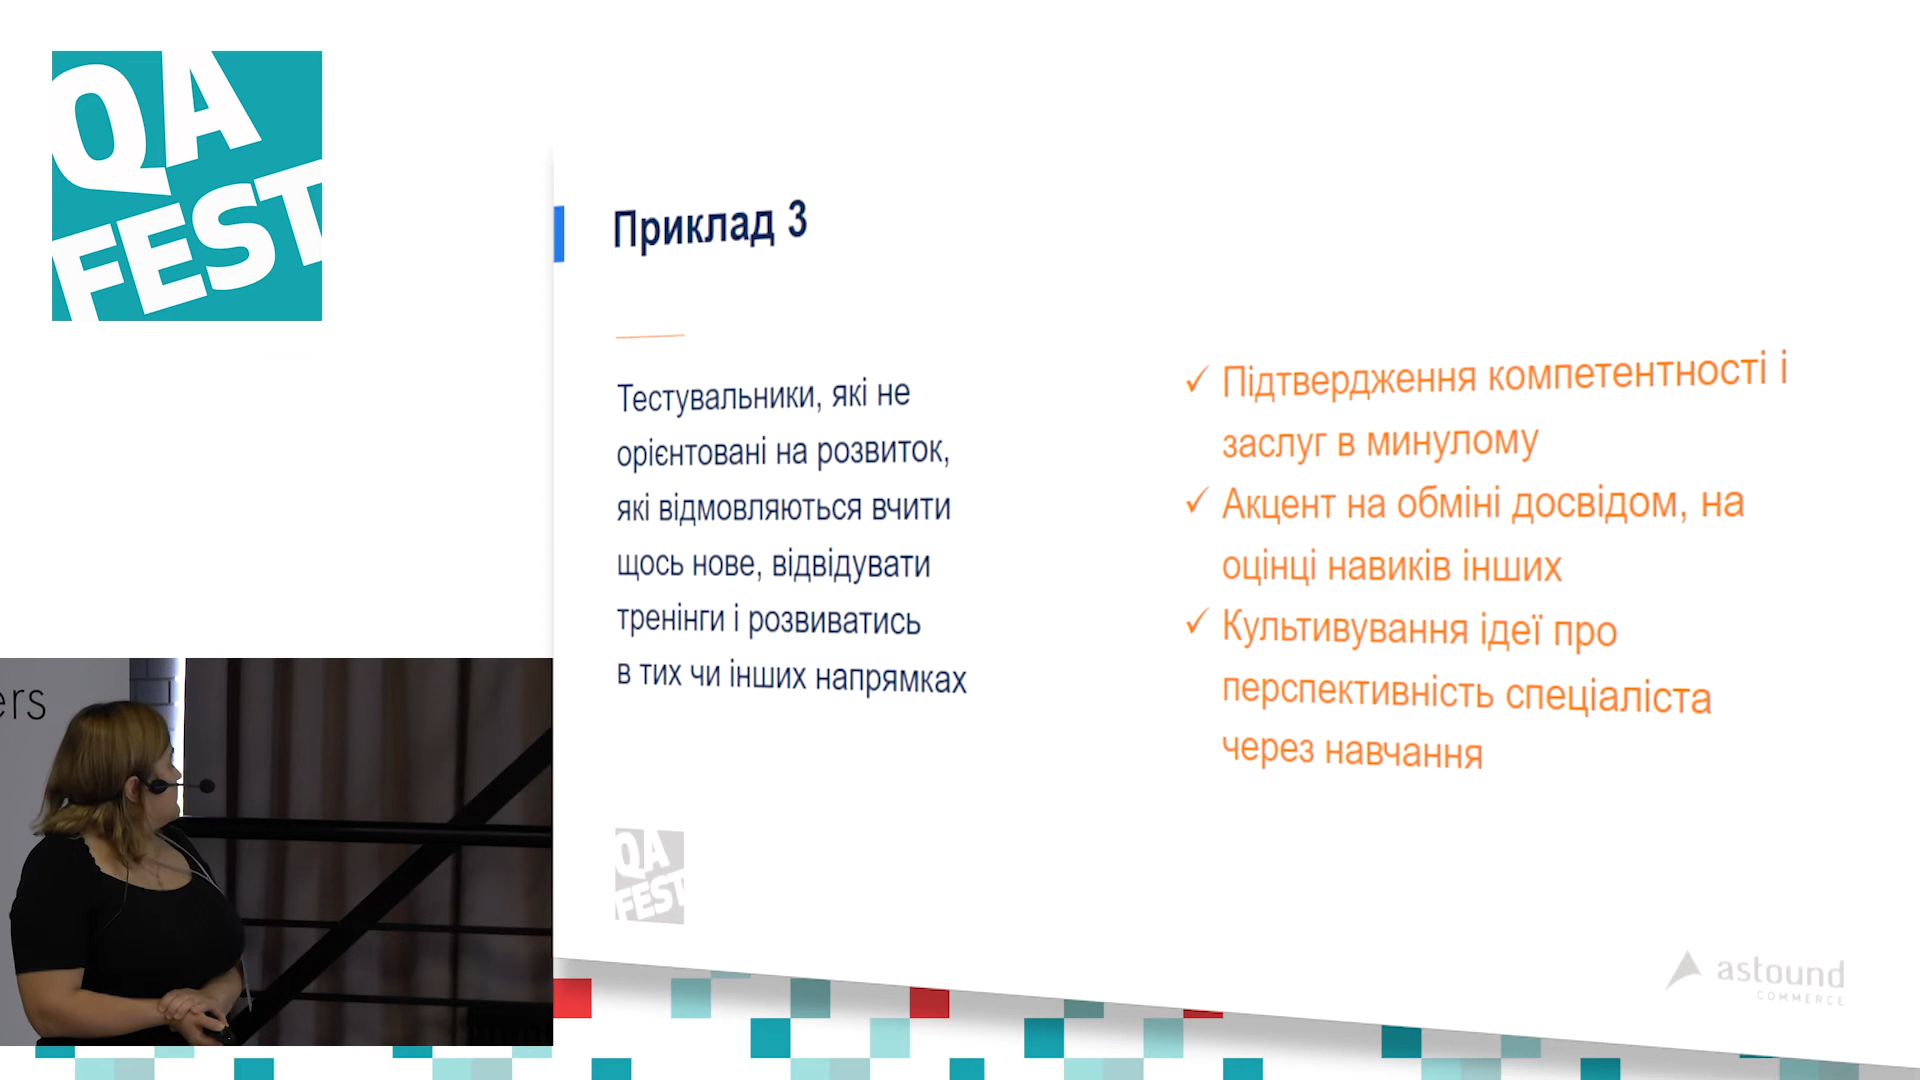 QA
FEST
Приклад 3
Тестувальники, які не
орієнтовані на розвиток,
які відмовляються вчити
щось нове, відвідувати
тренінги і розвиватись
в тих чи інших напрямках
✓ Підтвердження компетентності і
заслуг в минулому
✓ Акцент на обміні досвідом, на
оцінці навиків інших
✓ Культивування ідеї про
перспективність спеціаліста
через навчання
ers
QA
FEST
astound
COMMERCE